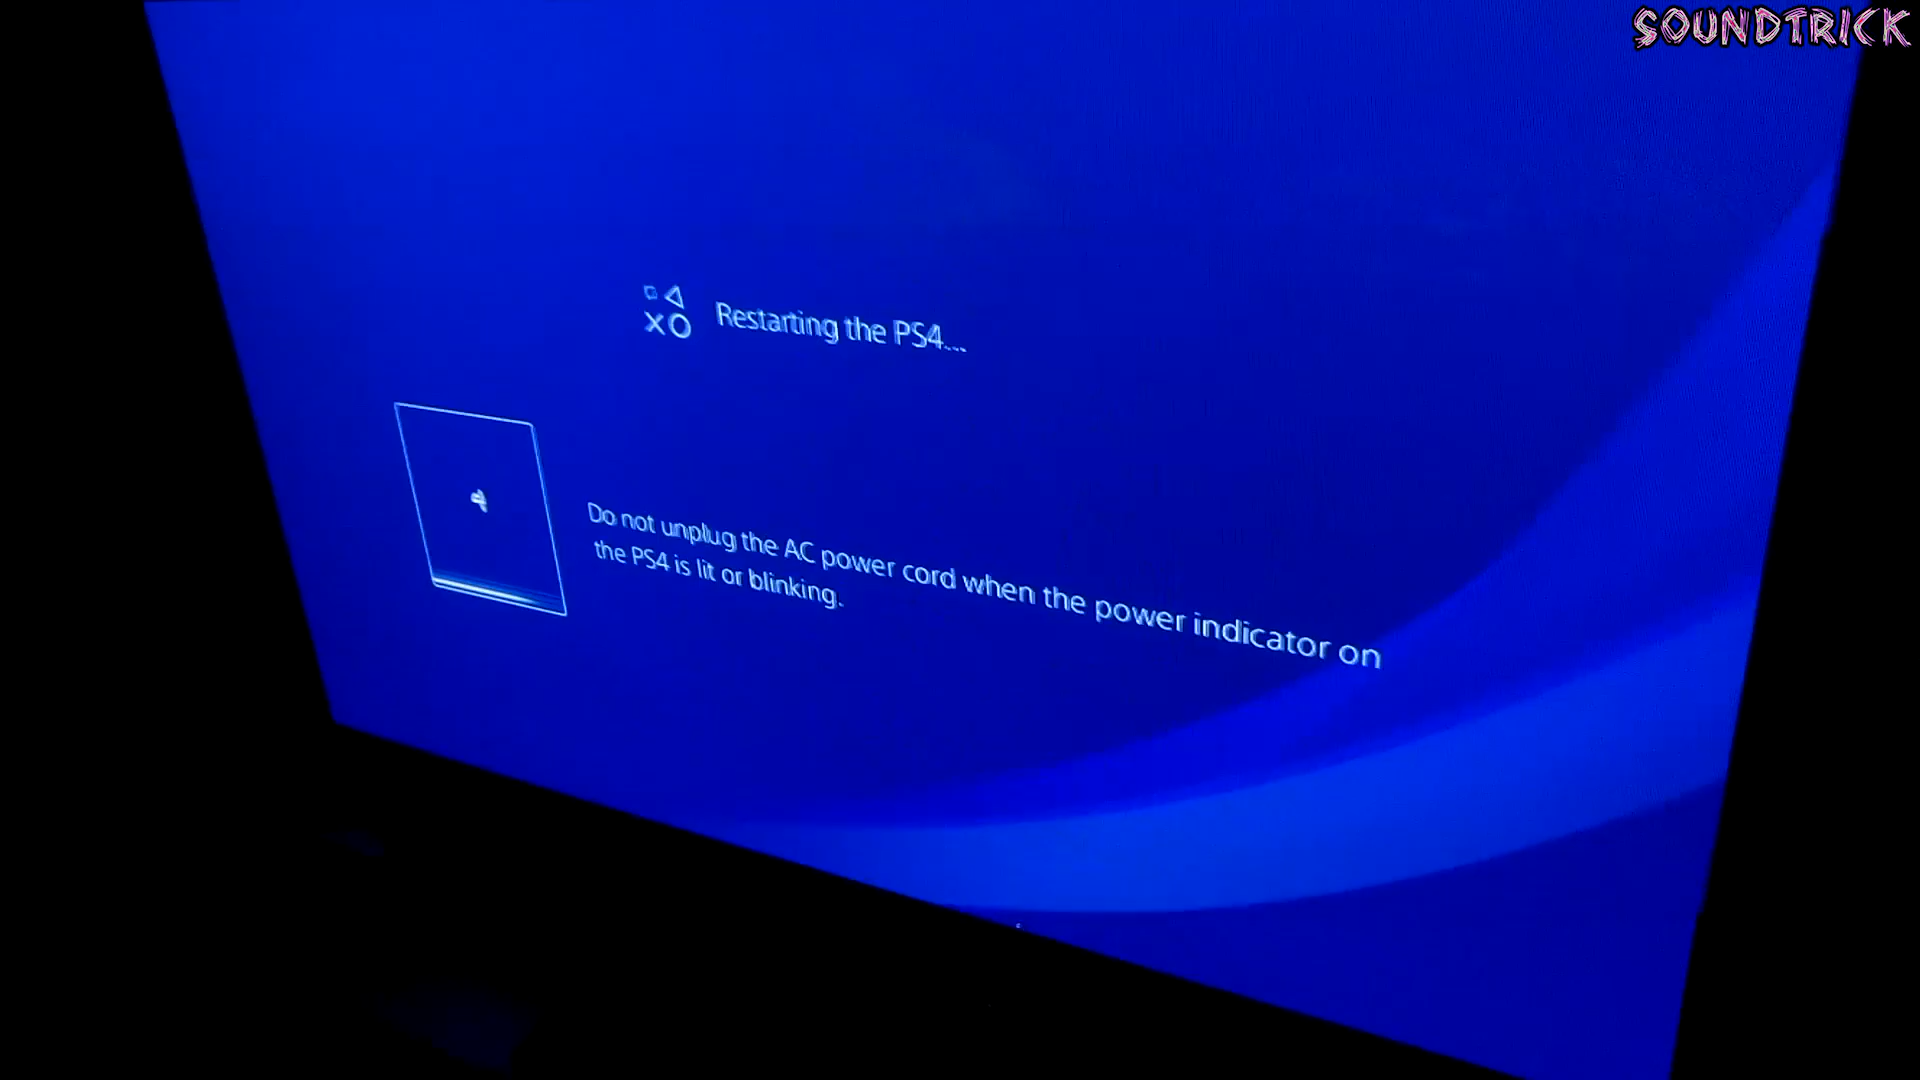 SOUNDTRICK
Restarting the PS4...
Do not unplug the AC power cord when the power indicator on
the PS4 is lit or blinking.